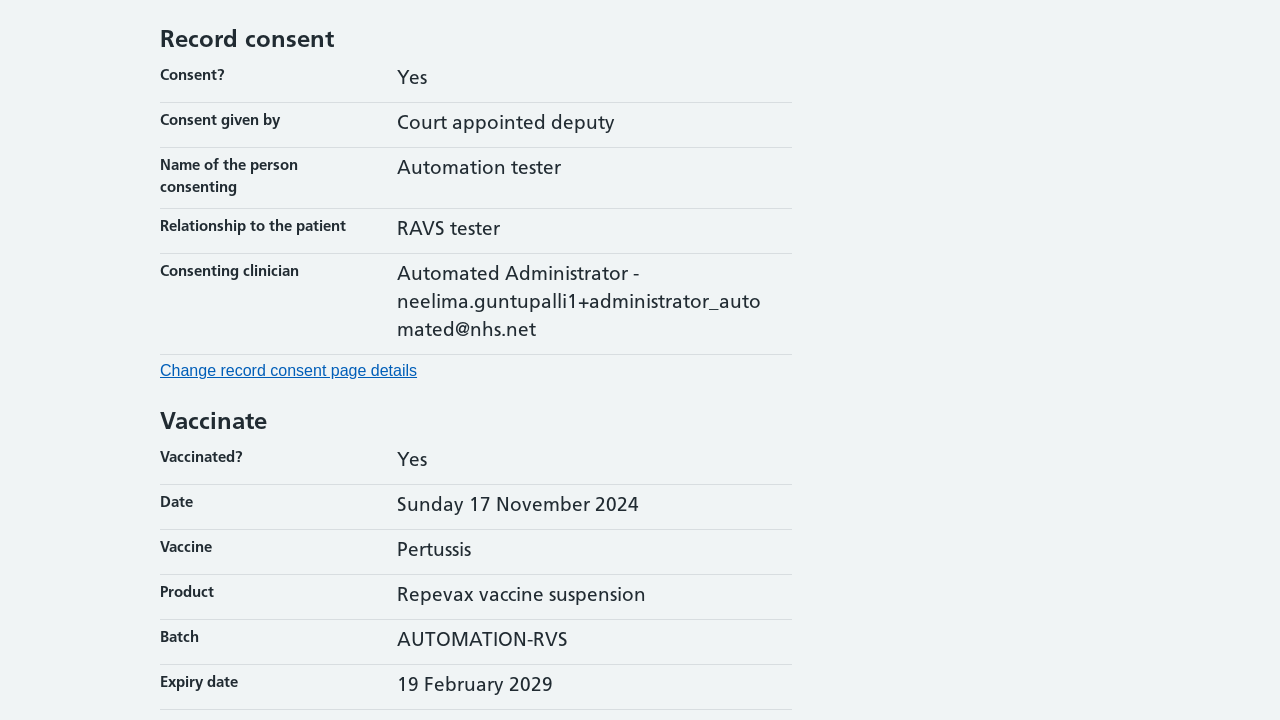 Record consent
Consent?
Yes
Consent given by
Court appointed deputy
Name of the person
consenting
Automation tester
Relationship to the patient
RAVS tester
Consenting clinician
Automated Administrator -
neelima.guntupalli1+administrator_auto
mated@nhs.net
Change record consent page details
Vaccinate
Vaccinated?
Yes
Date
Sunday 17 November 2024
Vaccine
Pertussis
Product
Repevax vaccine suspension
Batch
AUTOMATION-RVS
Expiry date
19 February 2029